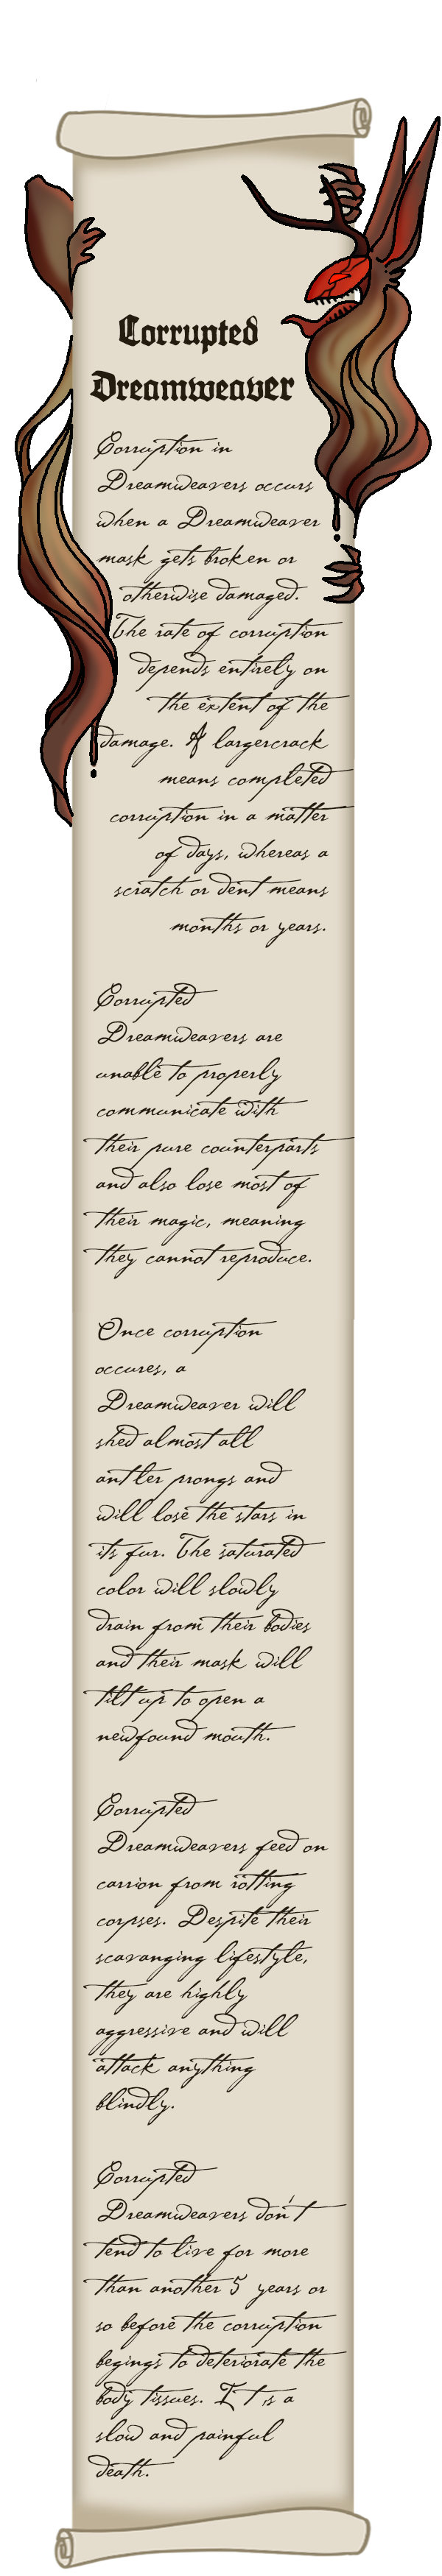 Corrupted
Dreamweaver
Corruption in
Dreamweavers occurs
when a Dreamweaver
mask gets broken or
otherwise damaged.
The rate of corruption
depends entirely on
the extent of the
damage. A largercrack
means completed
corruption in a matter
of days, whereas a
scratch or dent means
months or years.
Corrupted
Dreamweavers are
unable to properly
communicate with
their pure counterparts
and also lose most of
their magic, meaning
they cannot reproduce.
Once corruption
occures, a
Dreamweaver will
shed almost all
antler prongs and
will lose the stars in
its fur. The saturated
color will slowly
drain from their bodies
and their mask will
tilt up to open a
newfound mouth.
Corrupted
Dreamweavers feed on
carrion from rotting
corpses. Despite their
scavanging lifestyle,
they are highly
aggressive and will
attack anything
blindly.
Corrupted
Dreamweavers don't
tend to live for more
than another 5 years or
so before the corruption
begings to deteriorate the
body tissues. It is a
slow and painful
death.